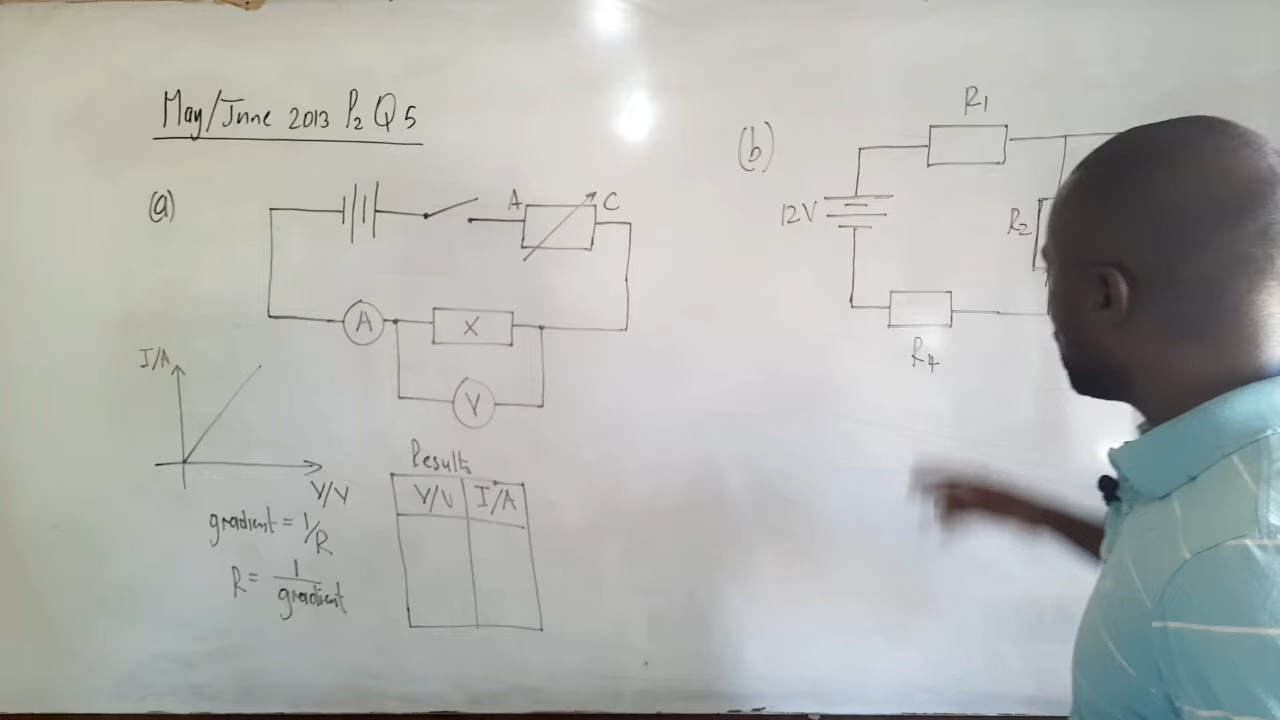 May/June 2013 P2 Q5
(a)
A
C
A
X
V
I/A
V/V
gradient = 1/R
R = 1/gradient
Results
V/V I/A
(b)
R1
12V
R2
R4